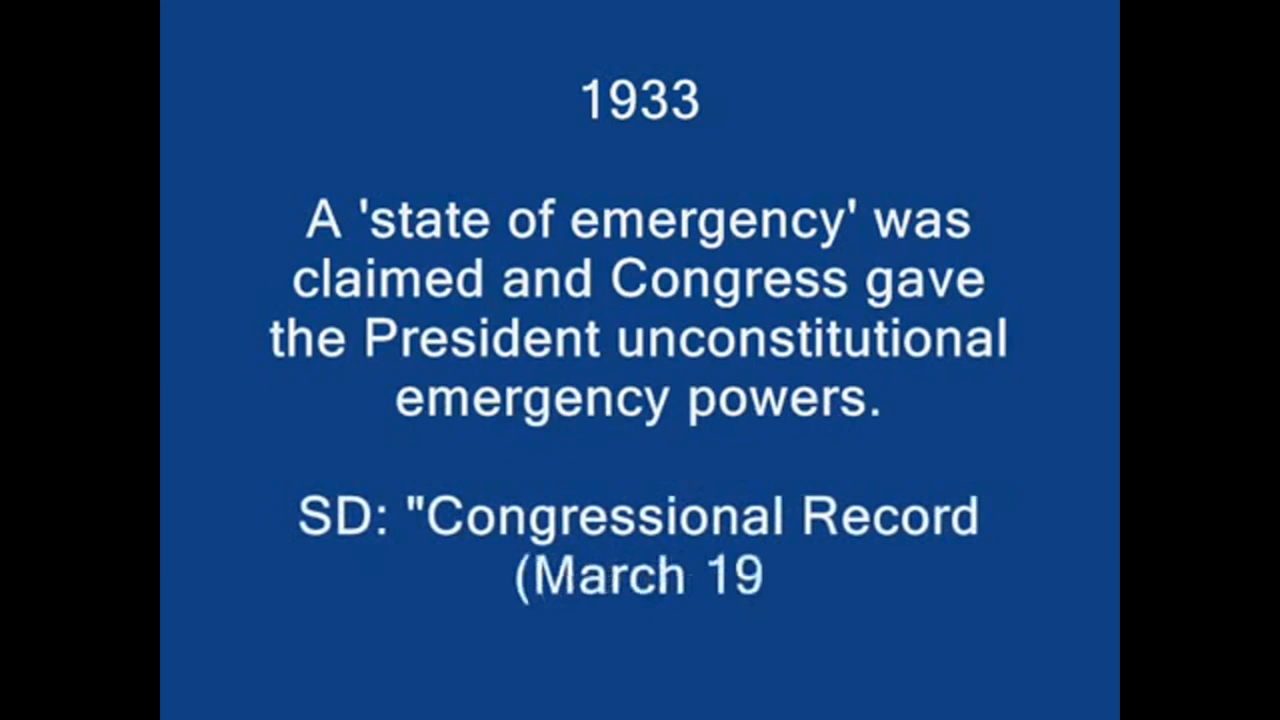 1933
A 'state of emergency' was
claimed and Congress gave
the President unconstitutional
emergency powers.
SD: "Congressional Record
(March 19